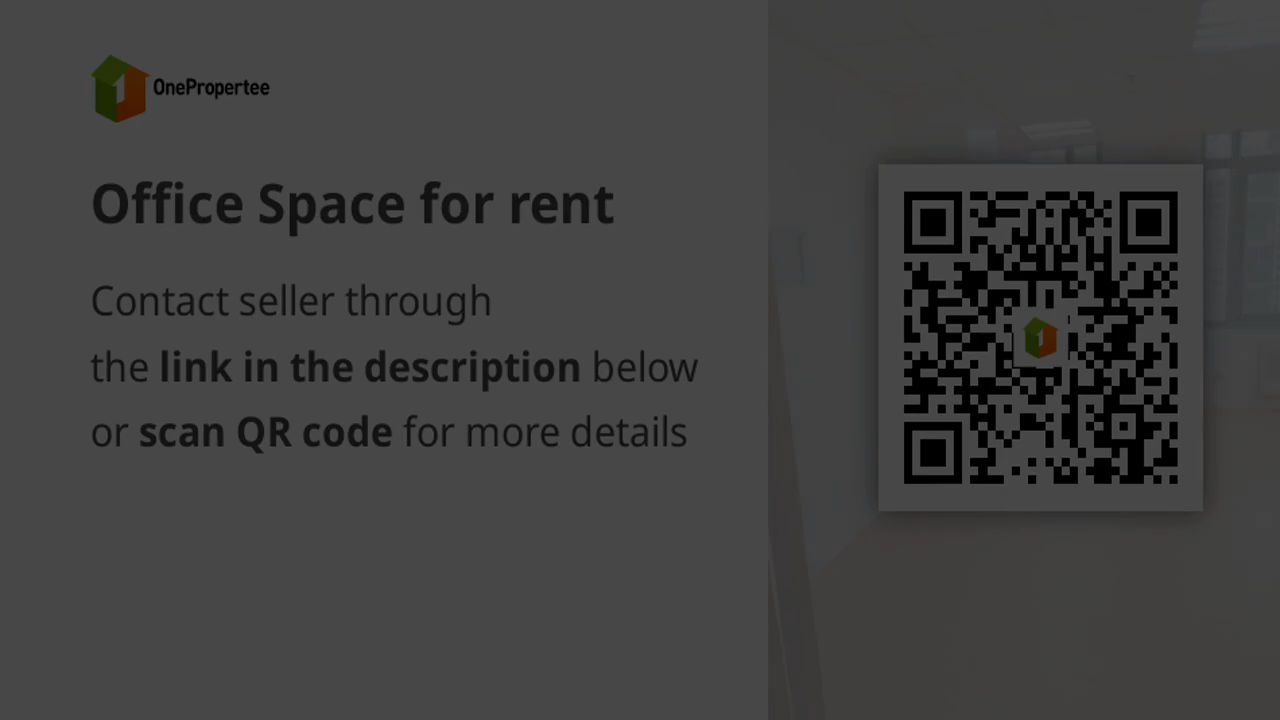 OnePropertee
Office Space for rent
Contact seller through
the link in the description below
or scan QR code for more details